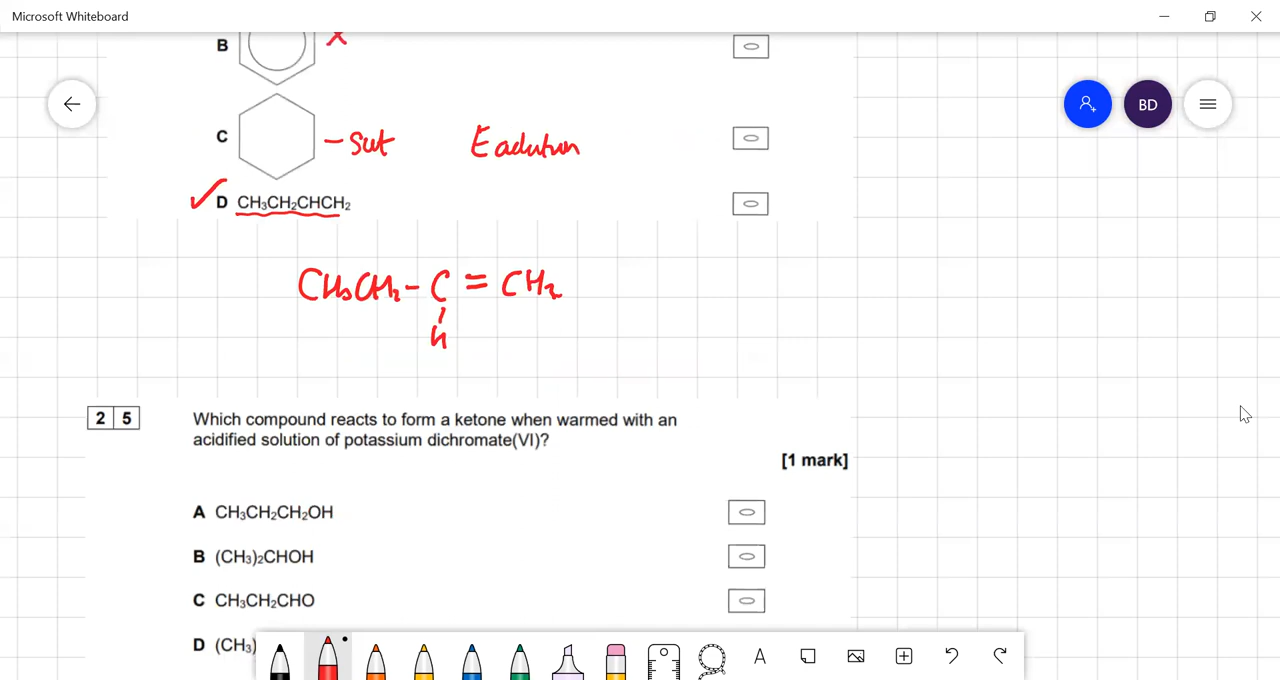 Microsoft Whiteboard
B
X
C
- Sat
E addition
BD
D CH₃CH₂CHCH₂
CH₃CH₂ - C = CH₂
H
2 5
Which compound reacts to form a ketone when warmed with an
acidified solution of potassium dichromate(VI)?
[1 mark]
A CH₃CH₂CH₂OH
B (CH₃)₂CHOH
C CH₃CH₂CHO
D (CH₃)
A